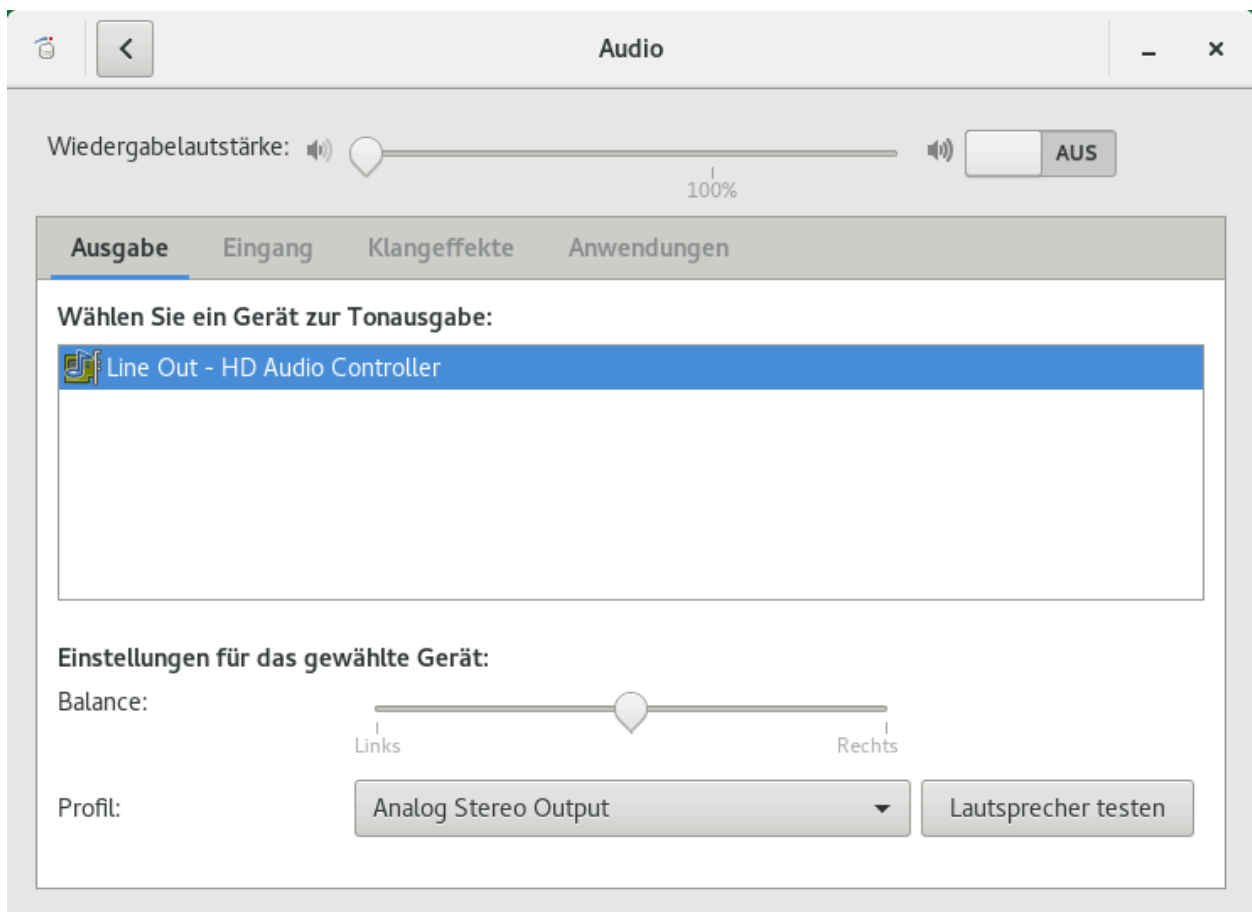 Audio
Wiedergabelautstärke:
AUS
100%
Ausgabe Eingang Klangeffekte Anwendungen
Wählen Sie ein Gerät zur Tonausgabe:
Line Out - HD Audio Controller
Einstellungen für das gewählte Gerät:
Balance:
Links Rechts
Profil: Analog Stereo Output Lautsprecher testen